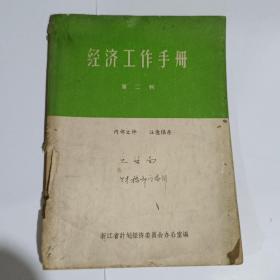 经济工作手册
第二辑
内部文件 注意保存
浙江省计划经济委员会办公室编